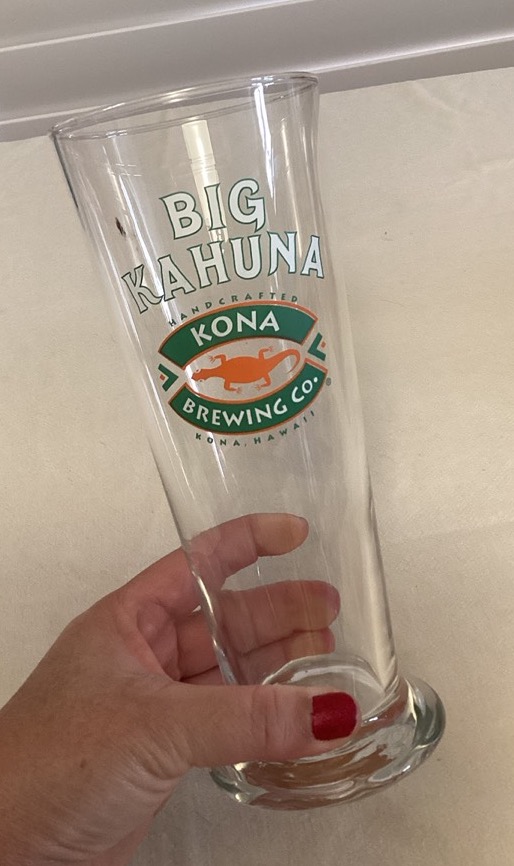 BIG
KAHUNA
HANDCRAFTED
KONA
BREWING CO.®
KONA, HAWAII